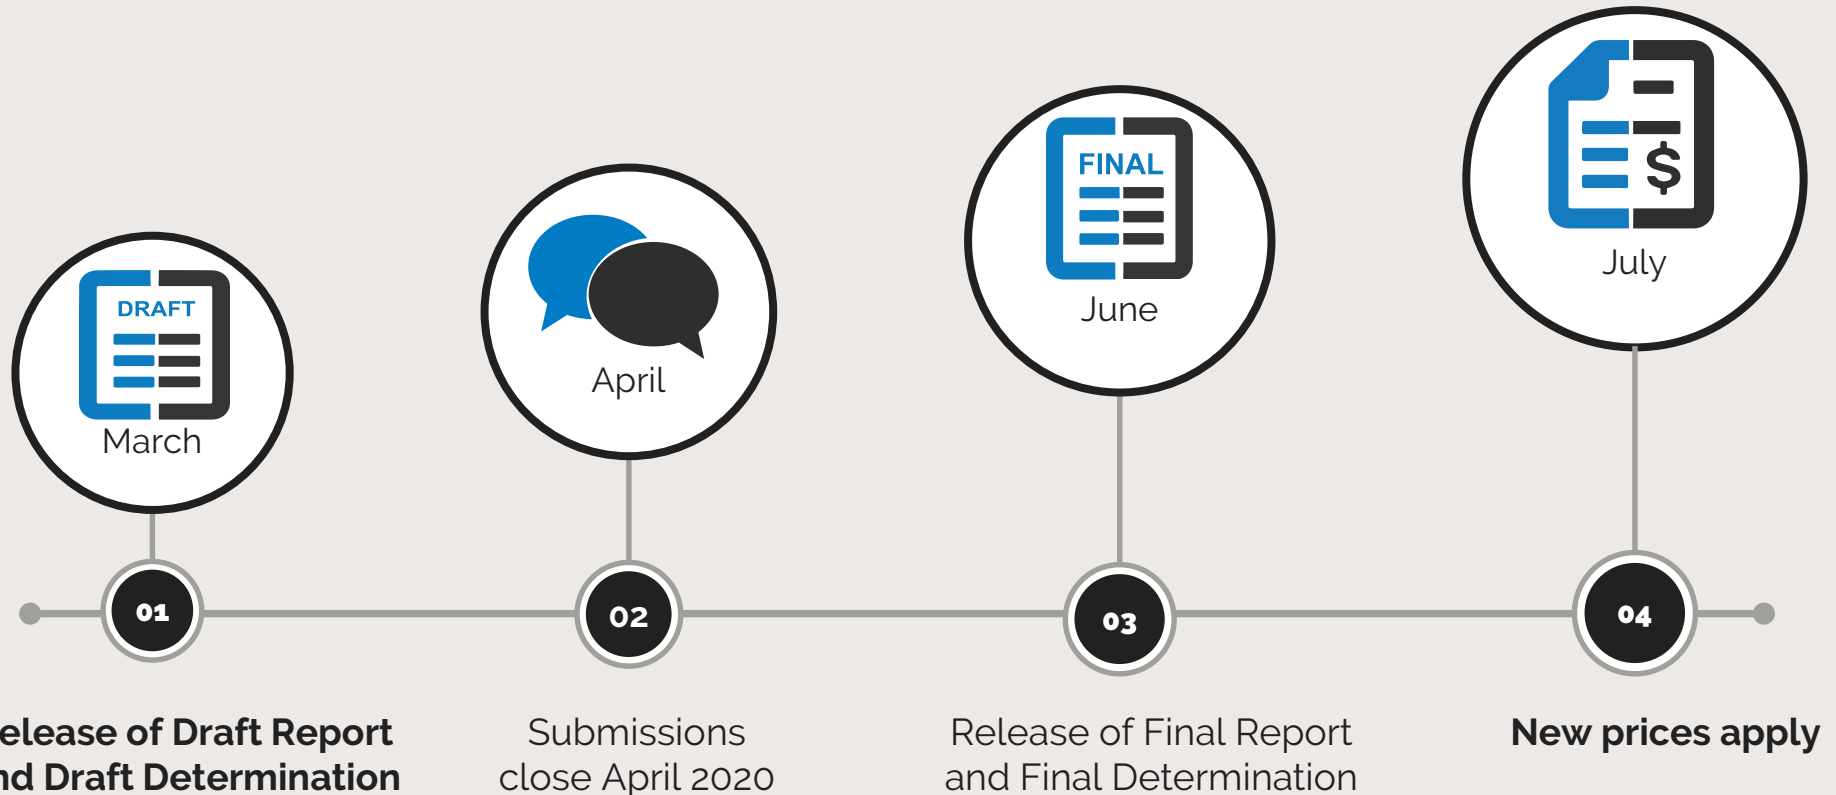 DRAFT
March
April
FINAL
June
$
July
01
02
03
04
elease of Draft Report
nd Draft Determination
Submissions
close April 2020
Release of Final Report
and Final Determination
New prices apply